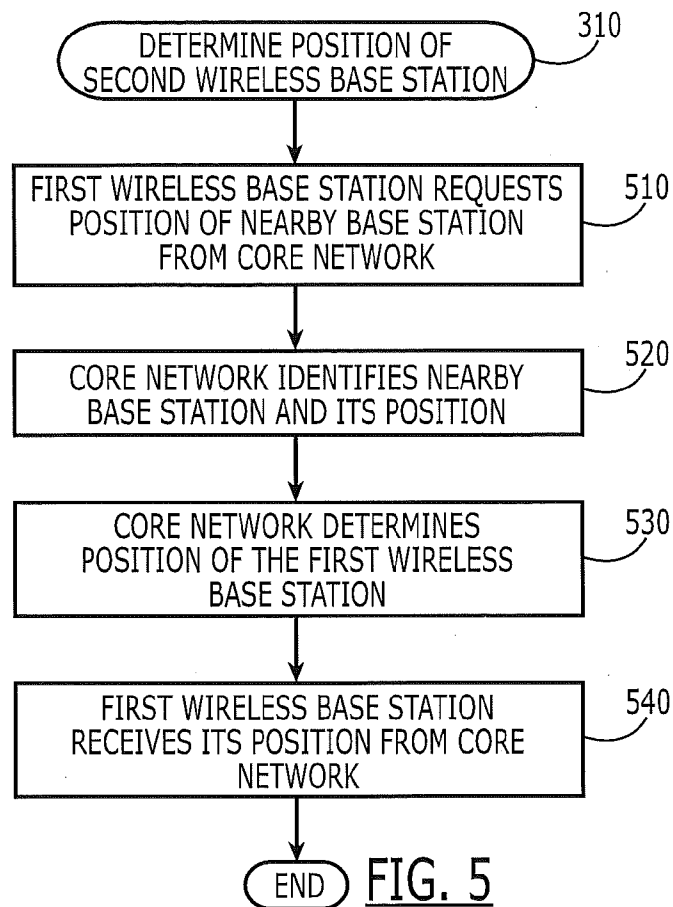 310
DETERMINE POSITION OF
SECOND WIRELESS BASE STATION
FIRST WIRELESS BASE STATION REQUESTS
POSITION OF NEARBY BASE STATION
FROM CORE NETWORK
510
CORE NETWORK IDENTIFIES NEARBY
BASE STATION AND ITS POSITION
520
CORE NETWORK DETERMINES
POSITION OF THE FIRST WIRELESS
BASE STATION
530
FIRST WIRELESS BASE STATION
RECEIVES ITS POSITION FROM CORE
NETWORK
540
END
FIG. 5